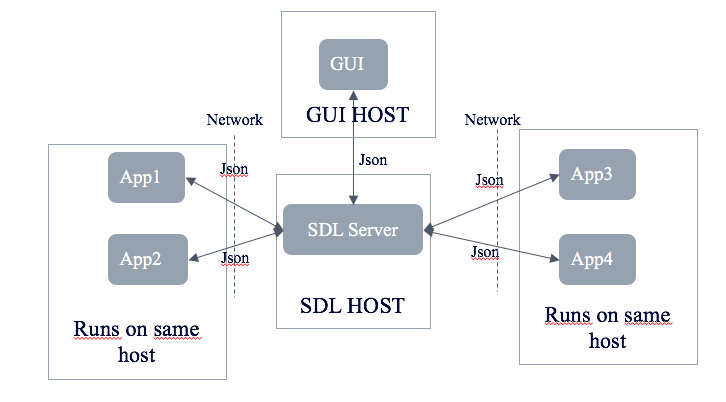 GUI
GUI HOST
Network
Network
Json
Json
Json
App1
App3
SDL Server
App2
Json
Json
App4
SDL HOST
Runs on same
host
Runs on same
host